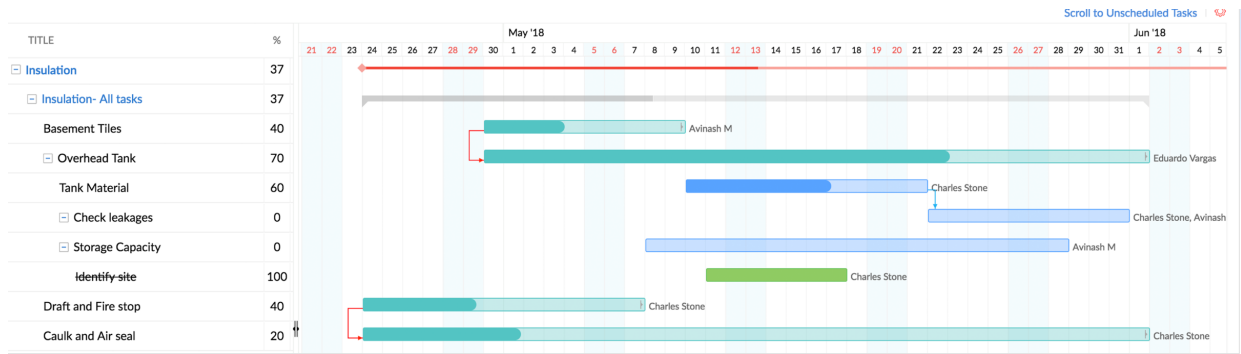 Scroll to Unscheduled Tasks
TITLE %
May '18 Jun '18
21 22 23 24 25 26 27 28 29 30 1 2 3 4 5 6 7 8 9 10 11 12 13 14 15 16 17 18 19 20 21 22 23 24 25 26 27 28 29 30 31 1 2 3 4 5
Insulation 37
Insulation- All tasks 37
Basement Tiles 40 Avinash M
Overhead Tank 70 Eduardo Vargas
Tank Material 60 Charles Stone
Check leakages 0 Charles Stone, Avinash
Storage Capacity 0 Avinash M
Identify site 100 Charles Stone
Draft and Fire stop 40 Charles Stone
Caulk and Air seal 20 Charles Stone